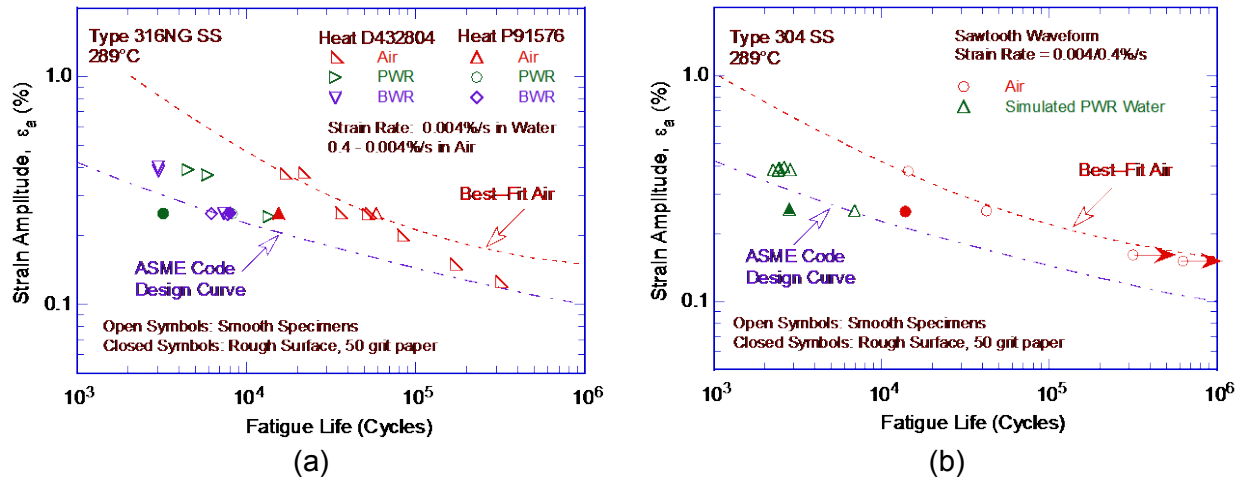 Type 316NG SS
289°C
Heat D432804 Heat P91576
Air Air
PWR PWR
BWR BWR
Strain Rate: 0.004%/s in Water
0.4 - 0.004%/s in Air
Best–Fit Air
ASME Code
Design Curve
Open Symbols: Smooth Specimens
Closed Symbols: Rough Surface, 50 grit paper
Strain Amplitude, εa (%)
1.0
0.1
10³ 10⁴ 10⁵ 10⁶
Fatigue Life (Cycles)
(a)
Type 304 SS
289°C
Sawtooth Waveform
Strain Rate = 0.004/0.4%/s
Air
Simulated PWR Water
Best–Fit Air
ASME Code
Design Curve
Open Symbols: Smooth Specimens
Closed Symbols: Rough Surface, 50 grit paper
Strain Amplitude, εa (%)
1.0
0.1
10³ 10⁴ 10⁵ 10⁶
Fatigue Life (Cycles)
(b)